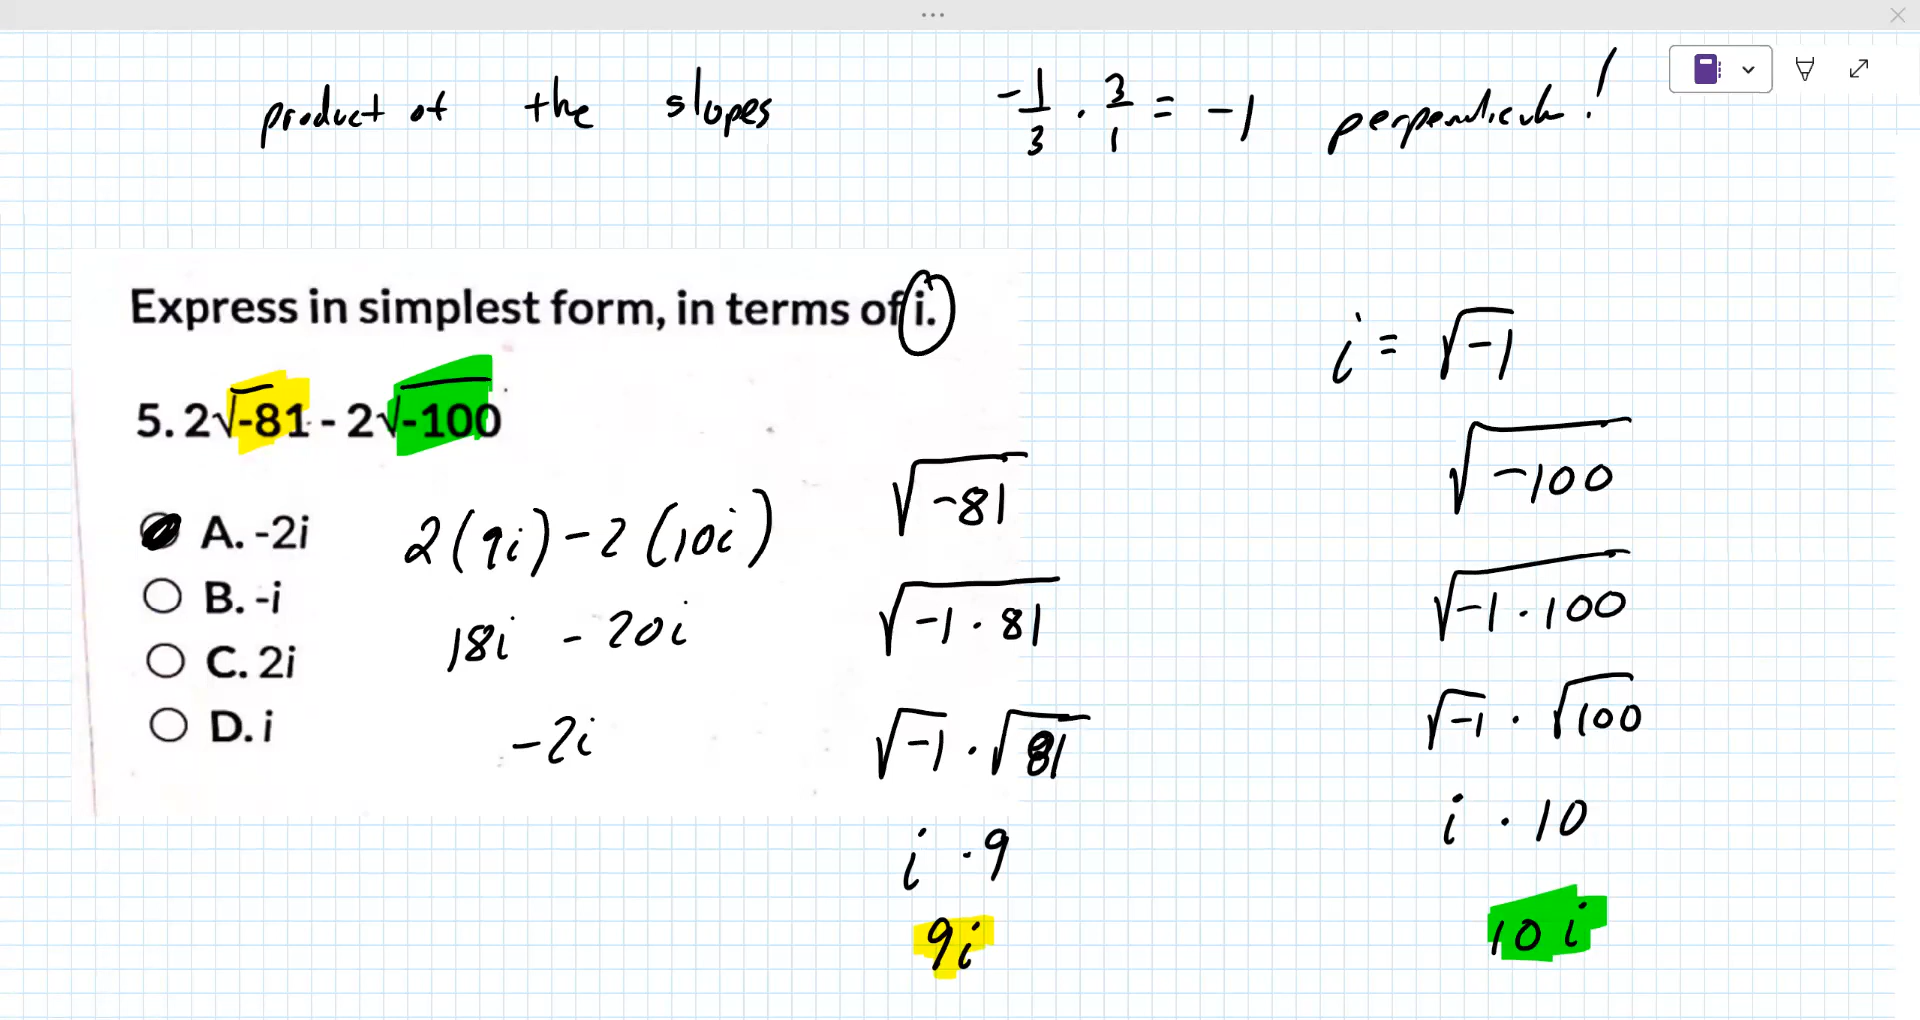 product of the slopes -1/3 · 3/1 = -1 perpendicular!
Express in simplest form, in terms of i.
5. 2√-81 - 2√-100
A. -2i
B. -i
C. 2i
D. i
2(9i) - 2(10i)
18i - 20i
-2i
√-81
√-1 · 81
√-1 · √81
i · 9
9i
i = √-1
√-100
√-1 · 100
√-1 · √100
i · 10
10i